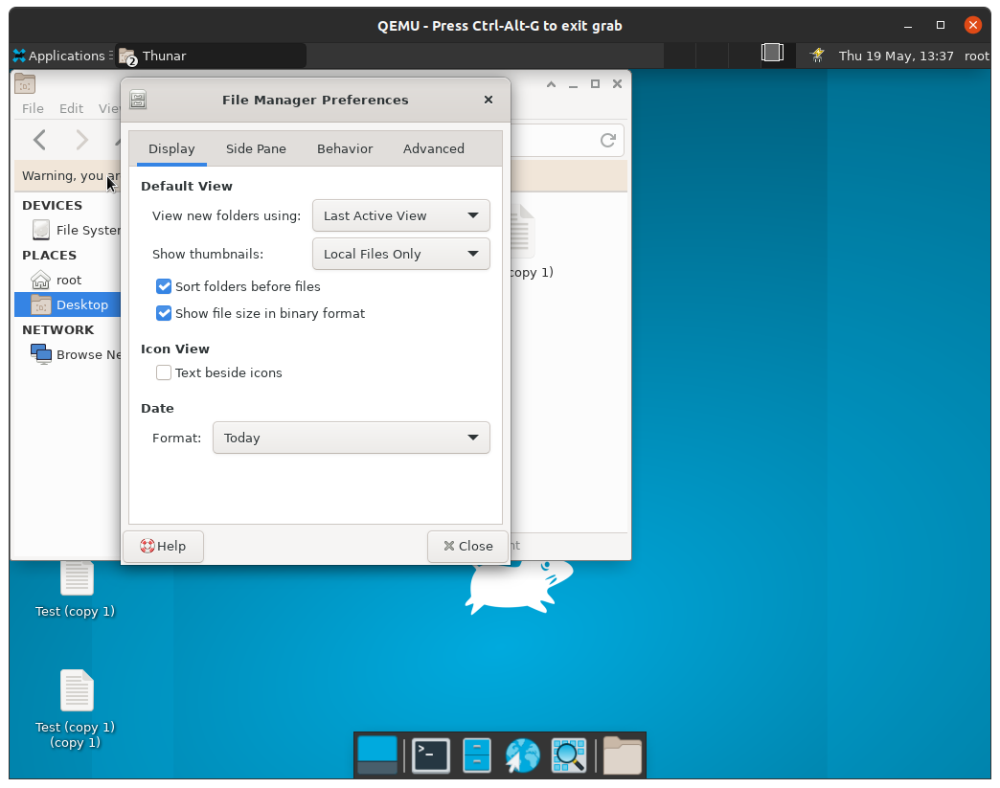 QEMU - Press Ctrl-Alt-G to exit grab
Applications
2
Thunar
Thu 19 May, 13:37
root
File Manager Preferences
File Edit
Display Side Pane Behavior Advanced
Warning, you
DEVICES
File
PLACES
root
Desktop
NETWORK
Browse
Default View
View new folders using: Last Active View
Show thumbnails: Local Files Only
Sort folders before files
Show file size in binary format
Icon View
Text beside icons
Date
Format: Today
Help
Close
copy 1)
Test (copy 1)
Test (copy 1)
(copy 1)
>_